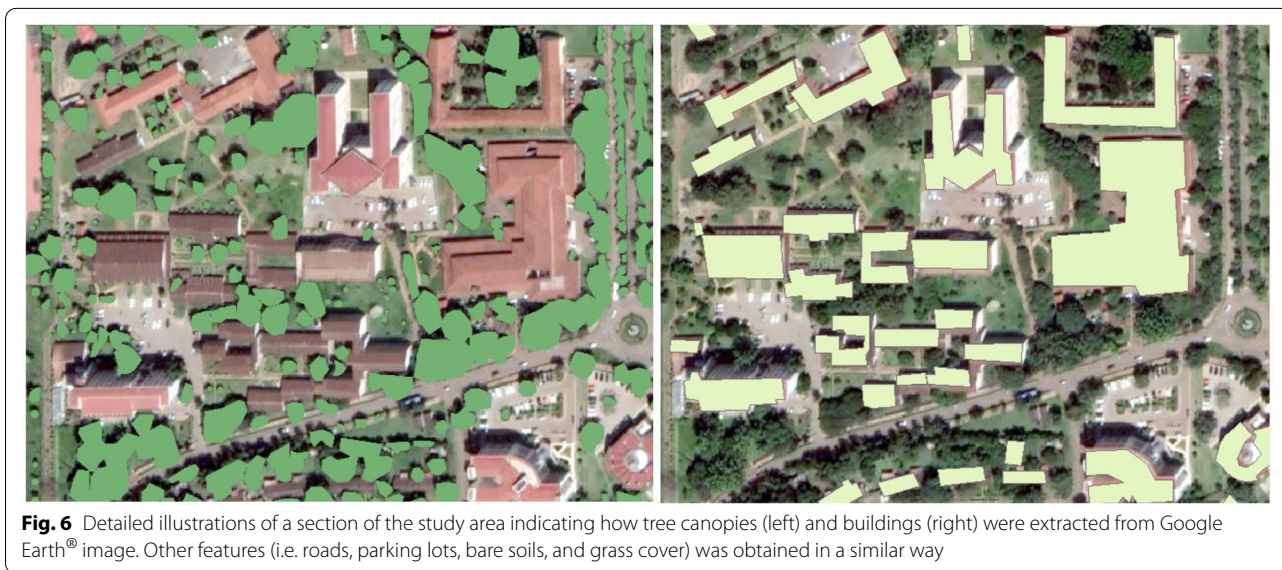 Fig. 6 Detailed illustrations of a section of the study area indicating how tree canopies (left) and buildings (right) were extracted from Google
Earth® image. Other features (i.e. roads, parking lots, bare soils, and grass cover) was obtained in a similar way